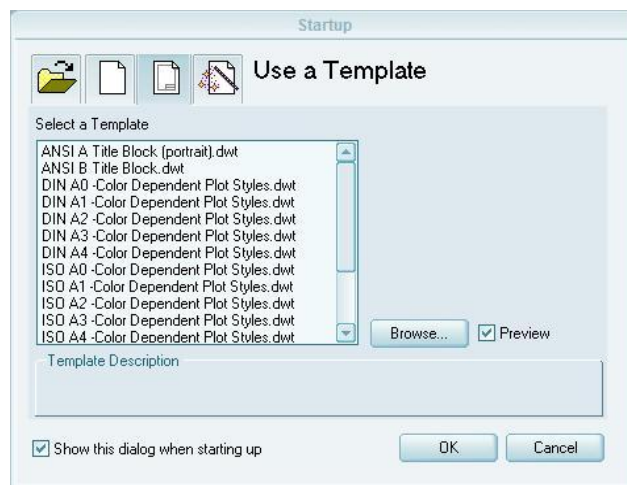 Startup
Use a Template
Select a Template
ANSI A Title Block (portrait).dwt
ANSI B Title Block.dwt
DIN A0 -Color Dependent Plot Styles.dwt
DIN A1 -Color Dependent Plot Styles.dwt
DIN A2 -Color Dependent Plot Styles.dwt
DIN A3 -Color Dependent Plot Styles.dwt
DIN A4 -Color Dependent Plot Styles.dwt
ISO A0 -Color Dependent Plot Styles.dwt
ISO A1 -Color Dependent Plot Styles.dwt
ISO A2 -Color Dependent Plot Styles.dwt
ISO A3 -Color Dependent Plot Styles.dwt
ISO A4 -Color Dependent Plot Styles.dwt
Browse... Preview
Template Description
Show this dialog when starting up OK Cancel